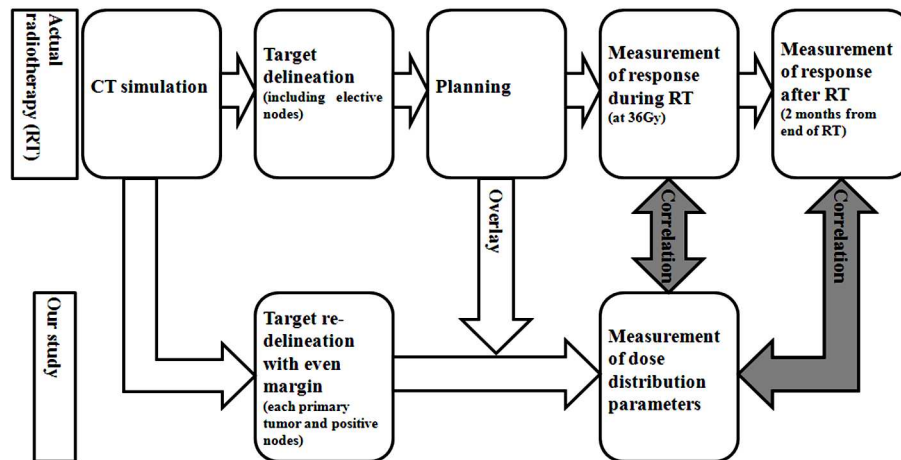 Actual
radiotherapy (RT)
CT simulation
Target
delineation
(including elective
nodes)
Planning
Measurement
of response
during RT
(at 36Gy)
Measurement
of response
after RT
(2 months from
end of RT)
Overlay
Correlation
Correlation
Our study
Target re-
delineation
with even
margin
(each primary
tumor and positive
nodes)
Measurement
of dose
distribution
parameters